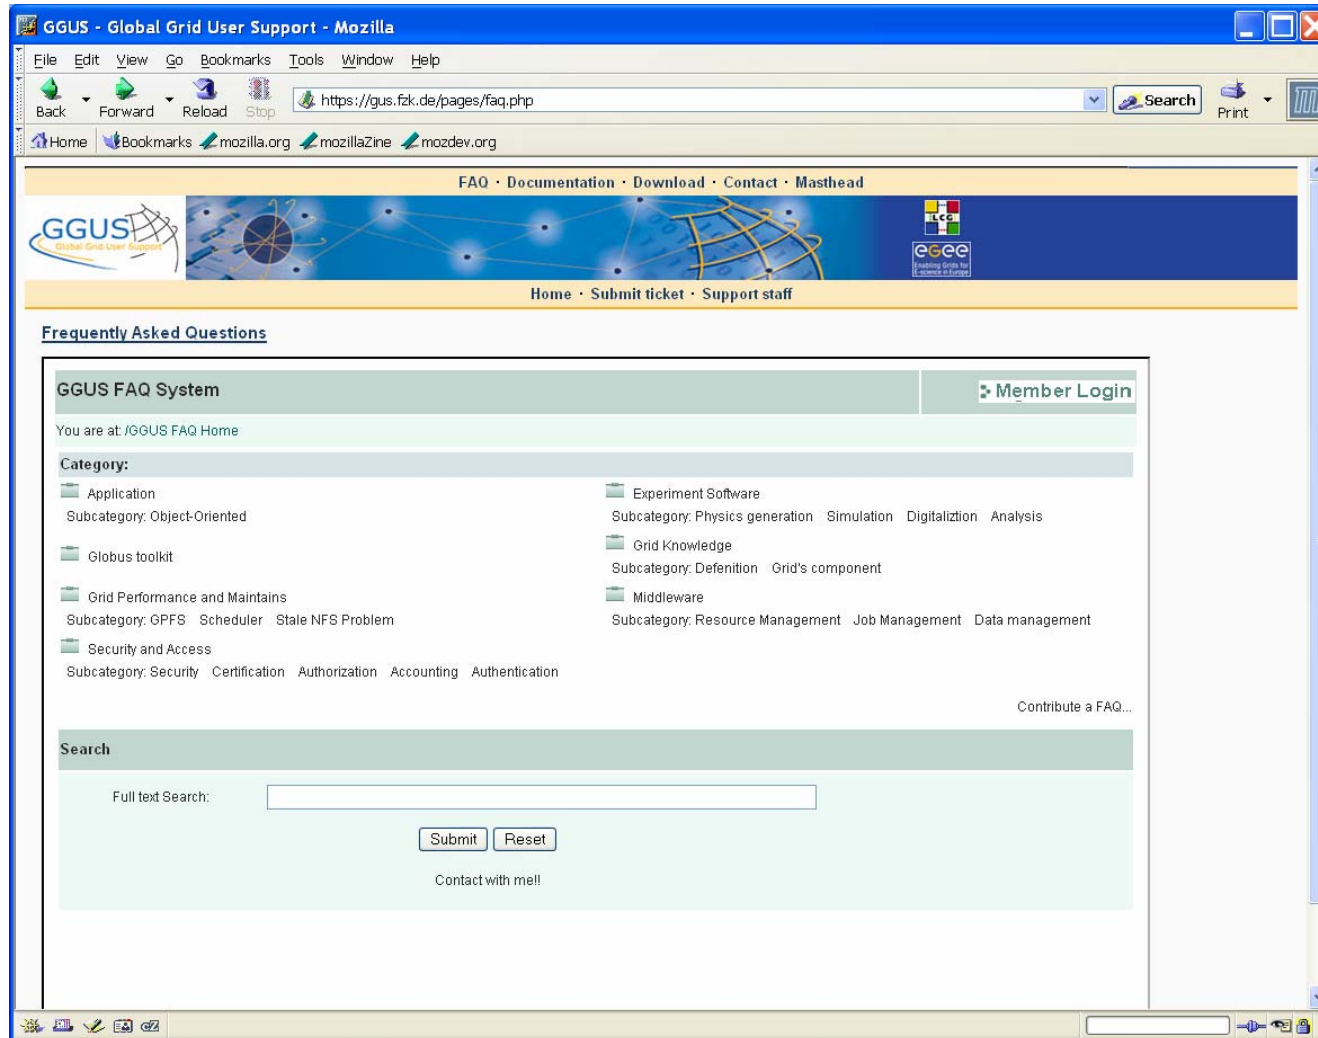 GGUS - Global Grid User Support - Mozilla
File Edit View Go Bookmarks Tools Window Help
Back Forward Reload Stop https://gus.fzk.de/pages/faq.php Search Print
Home Bookmarks mozilla.org mozillaZine mozdev.org
FAQ · Documentation · Download · Contact · Masthead
GGUS
Global Grid User Support
LCG
egee
Enabling Grids for
E-science in Europe
Home · Submit ticket · Support staff
Frequently Asked Questions
GGUS FAQ System Member Login
You are at: /GGUS FAQ Home
Category:
Application Experiment Software
Subcategory: Object-Oriented Subcategory: Physics generation Simulation Digitaliztion Analysis
Globus toolkit Grid Knowledge
Subcategory: Defenition Grid's component
Grid Performance and Maintains Middleware
Subcategory: GPFS Scheduler Stale NFS Problem Subcategory: Resource Management Job Management Data management
Security and Access
Subcategory: Security Certification Authorization Accounting Authentication
Contribute a FAQ...
Search
Full text Search:
Submit Reset
Contact with me!!